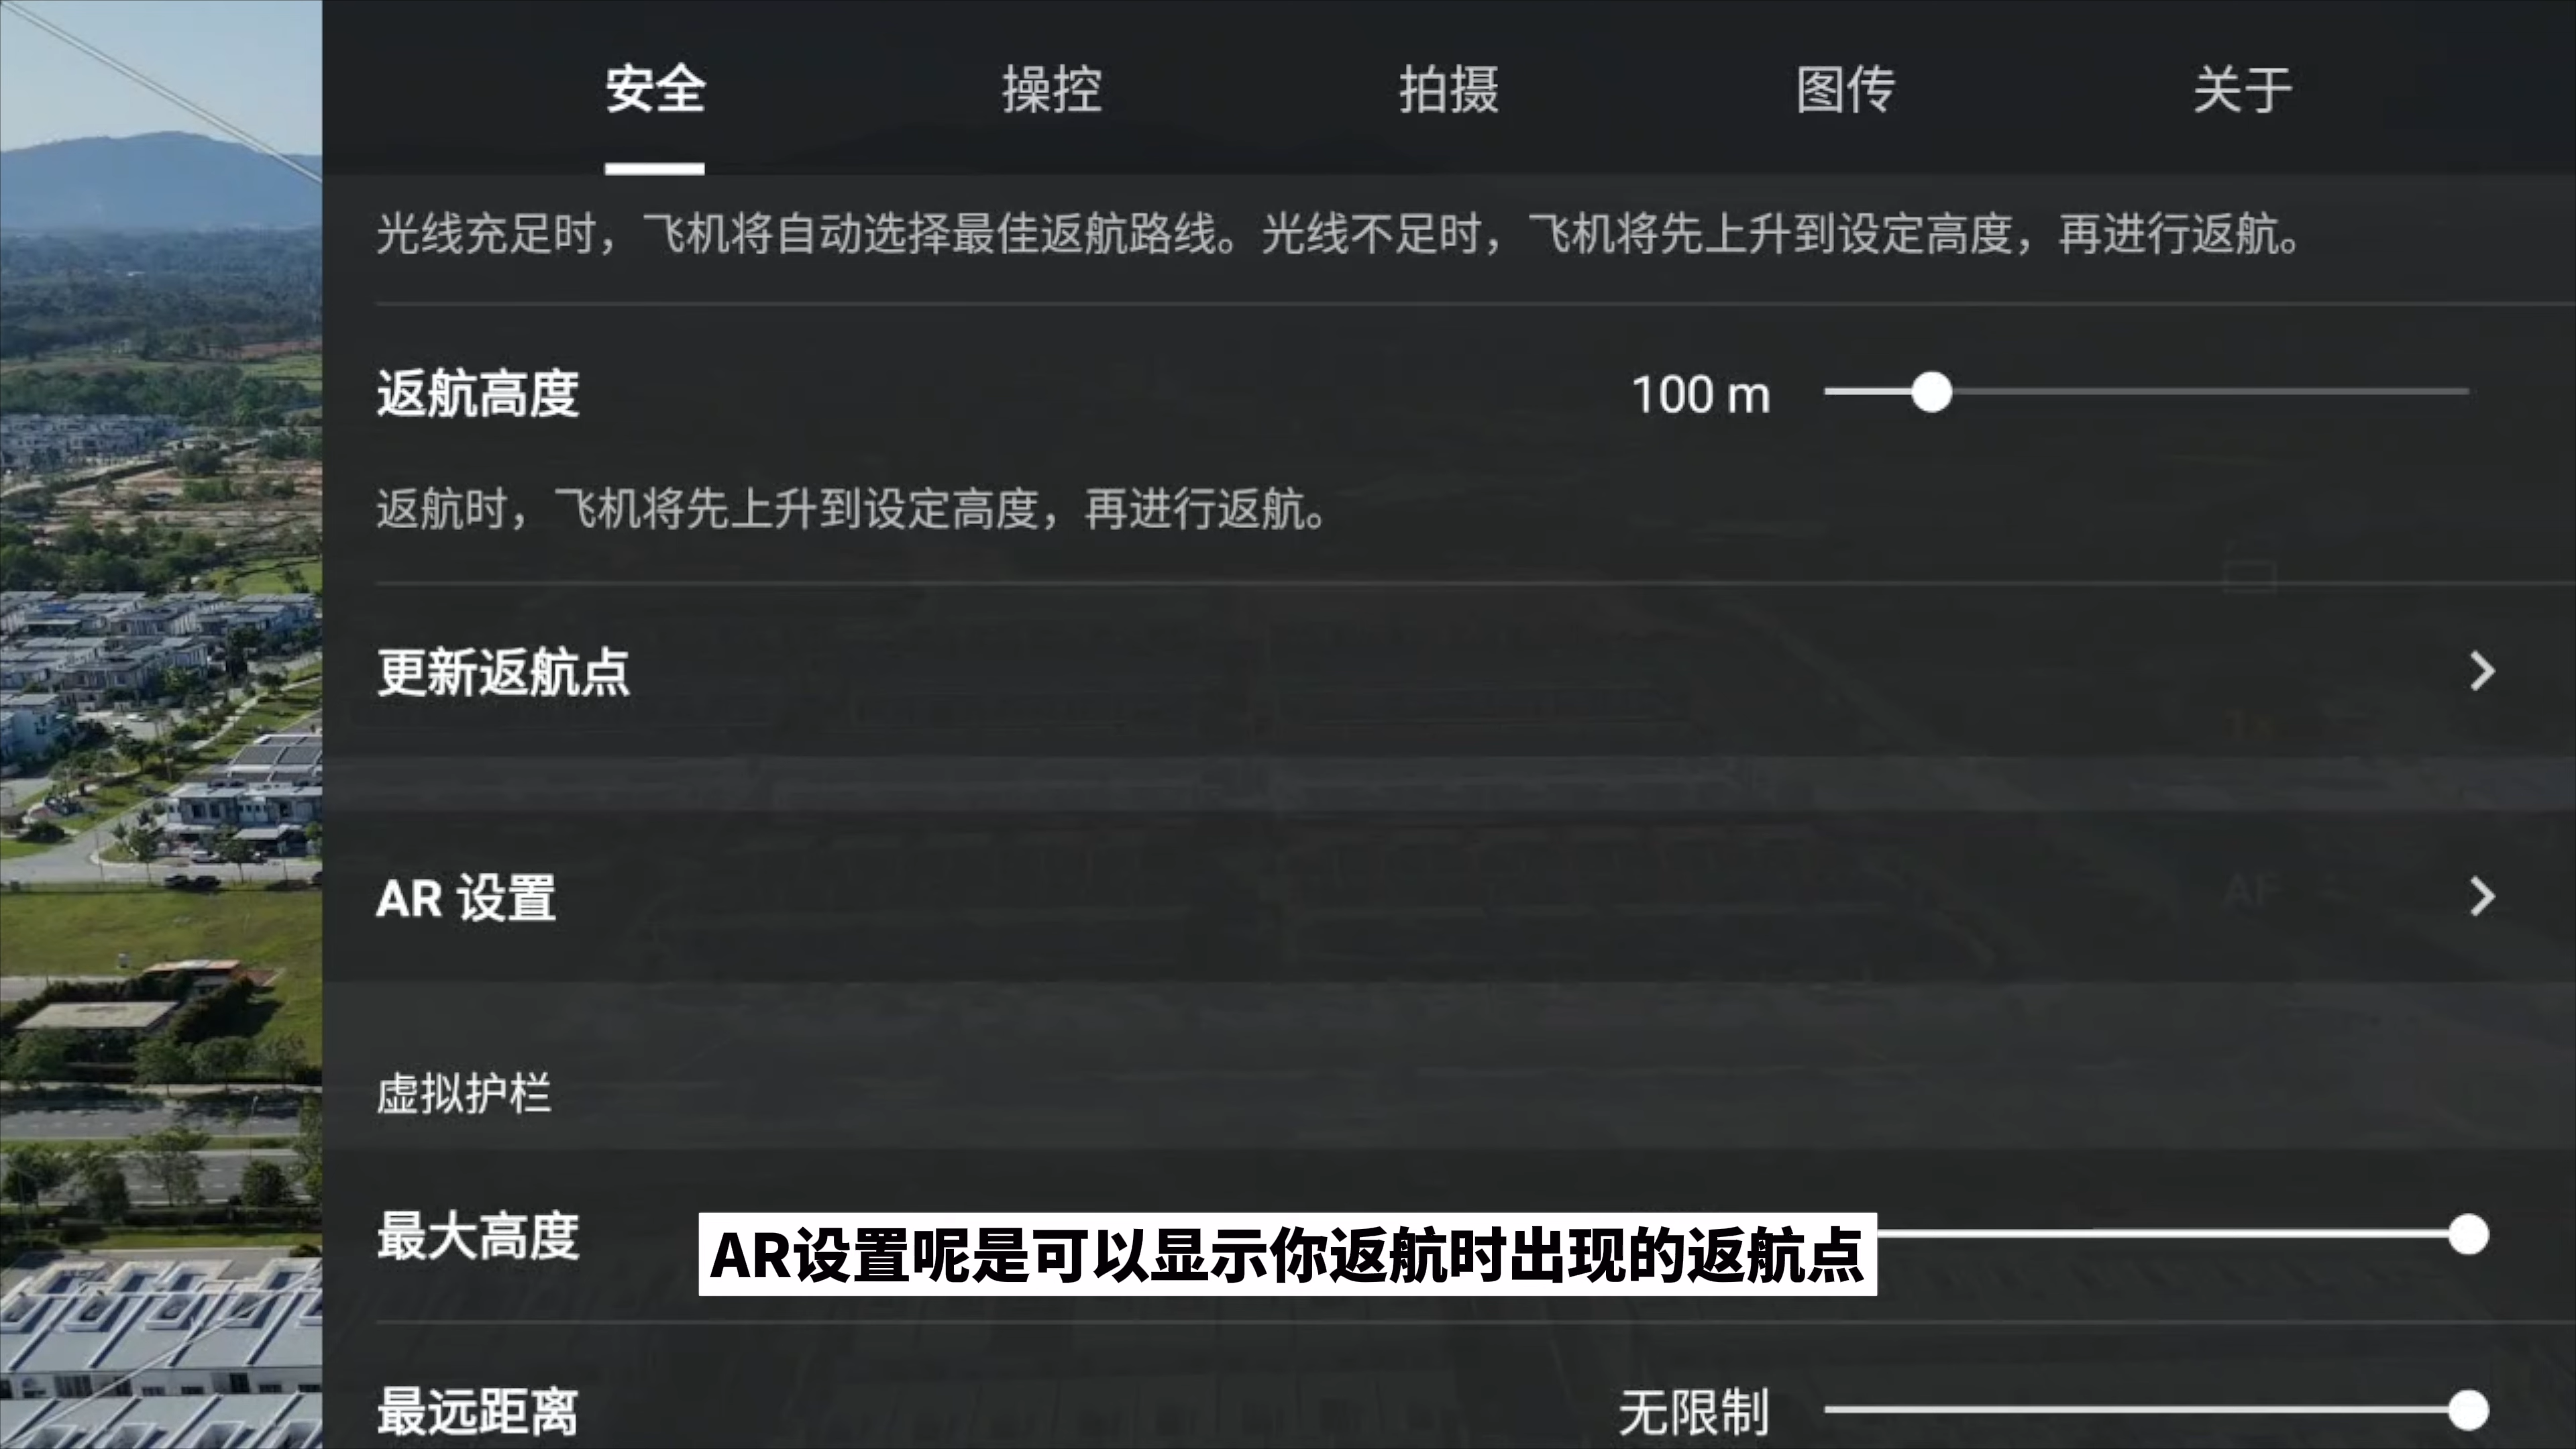 安全 操控 拍摄 图传 关于
光线充足时，飞机将自动选择最佳返航路线。光线不足时，飞机将先上升到设定高度，再进行返航。
返航高度 100 m
返航时，飞机将先上升到设定高度，再进行返航。
更新返航点
AR 设置
AF
虚拟护栏
最大高度
AR设置呢是可以显示你返航时出现的返航点
最远距离 无限制